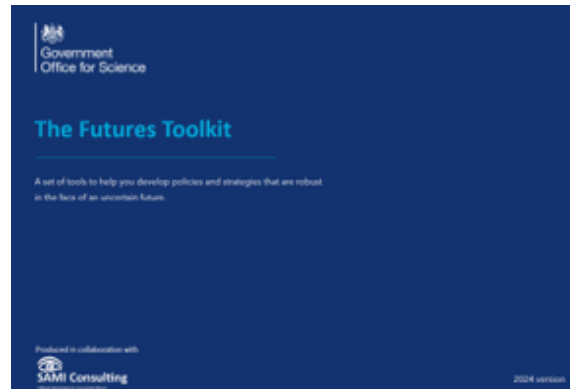 Government
Office for Science
The Futures Toolkit
A set of tools to help you develop policies and strategies that are robust
in the face of an uncertain future.
Produced in collaboration with
SAMI Consulting
2024 version